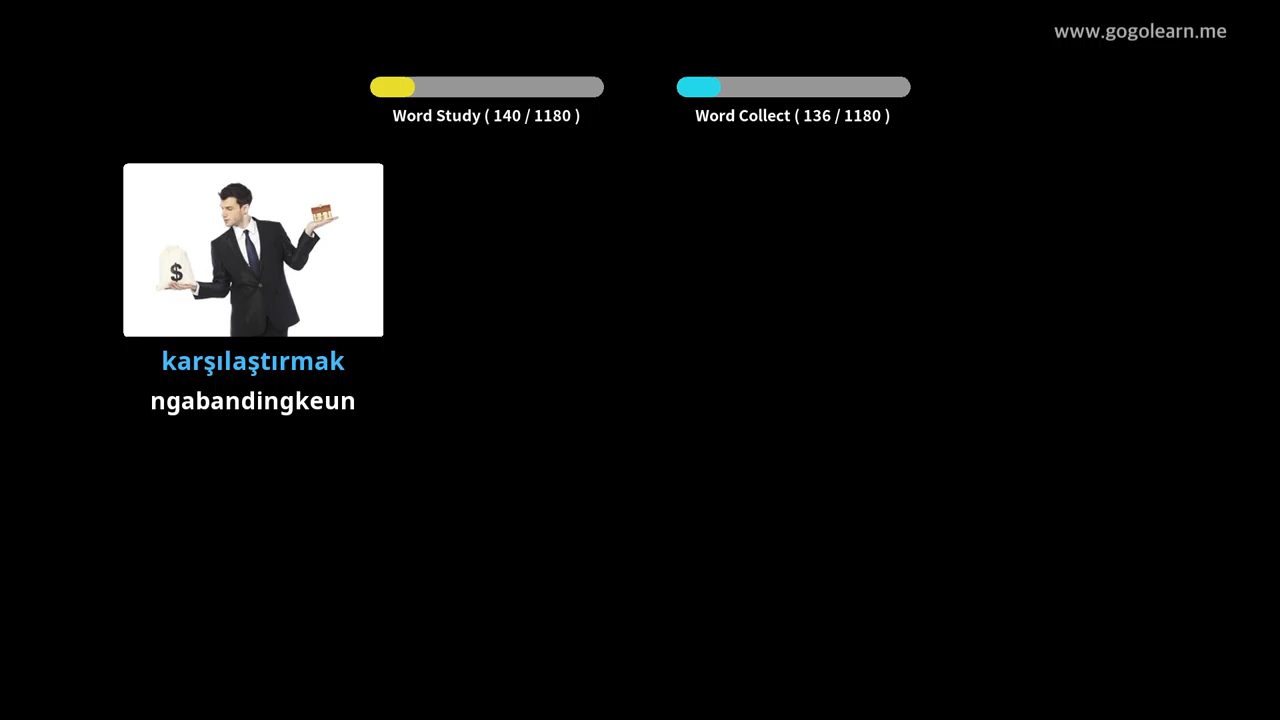 www.gogolearn.me
Word Study ( 140 / 1180 )
Word Collect ( 136 / 1180 )
$
karşılaştırmak
ngabandingkeun